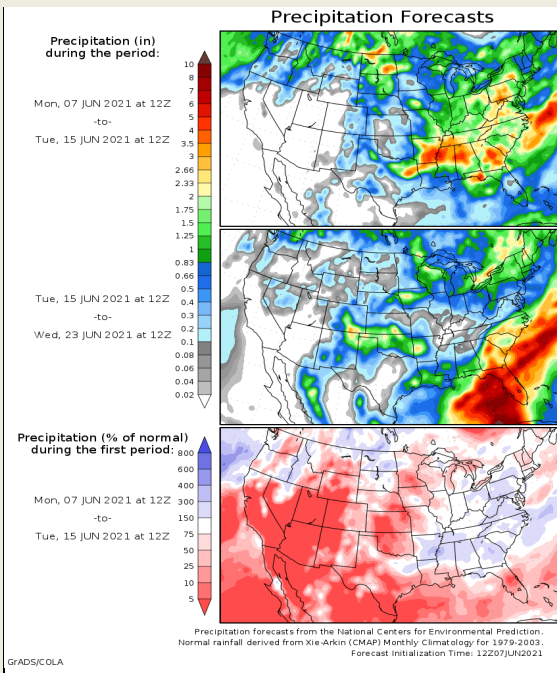 Precipitation Forecasts
Precipitation (in)
during the period:
Mon, 07 JUN 2021 at 12Z
-to-
Tue, 15 JUN 2021 at 12Z
10
8
7
6
5
4
3.5
3
2.66
2.33
2
1.75
1.5
1.25
1
0.83
0.66
0.5
0.4
0.3
0.2
0.1
0.08
0.06
0.04
0.02
Tue, 15 JUN 2021 at 12Z
-to-
Wed, 23 JUN 2021 at 12Z
Precipitation (% of normal)
during the first period:
Mon, 07 JUN 2021 at 12Z
-to-
Tue, 15 JUN 2021 at 12Z
800
600
400
300
150
75
50
25
10
5
Precipitation forecasts from the National Centers for Environmental Prediction.
Normal rainfall derived from Xie-Arkin (CMAP) Monthly Climatology for 1979-2003.
Forecast Initialization Time: 12Z07JUN2021
GrADS/COLA